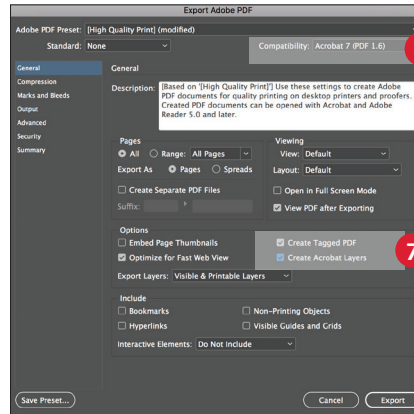 Export Adobe PDF
Adobe PDF Preset: [High Quality Print] (modified)
Standard: None Compatibility: Acrobat 7 (PDF 1.6)
General
Compression
Marks and Bleeds
Output
Advanced
Security
Summary
General
Description: [Based on '[High Quality Print]'] Use these settings to create Adobe
PDF documents for quality printing on desktop printers and proofers.
Created PDF documents can be opened with Acrobat and Adobe
Reader 5.0 and later.
Pages
All Range: All Pages
Export As Pages Spreads
Create Separate PDF Files
Suffix:
Viewing
View: Default
Layout: Default
Open in Full Screen Mode
View PDF after Exporting
Options
Embed Page Thumbnails Create Tagged PDF
Optimize for Fast Web View Create Acrobat Layers
7
Export Layers: Visible & Printable Layers
Include
Bookmarks Non-Printing Objects
Hyperlinks Visible Guides and Grids
Interactive Elements: Do Not Include
Save Preset... Cancel Export